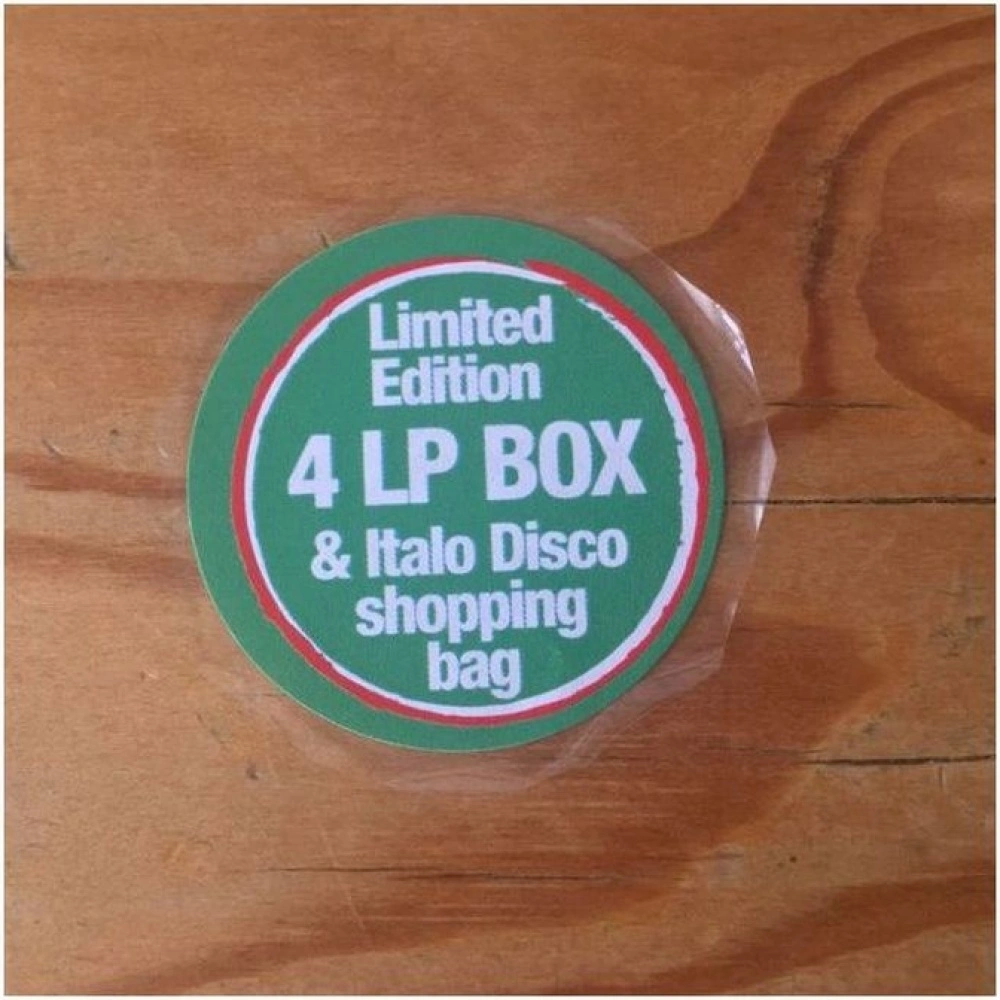 Limited
Edition
4 LP BOX
& Italo Disco
shopping
bag